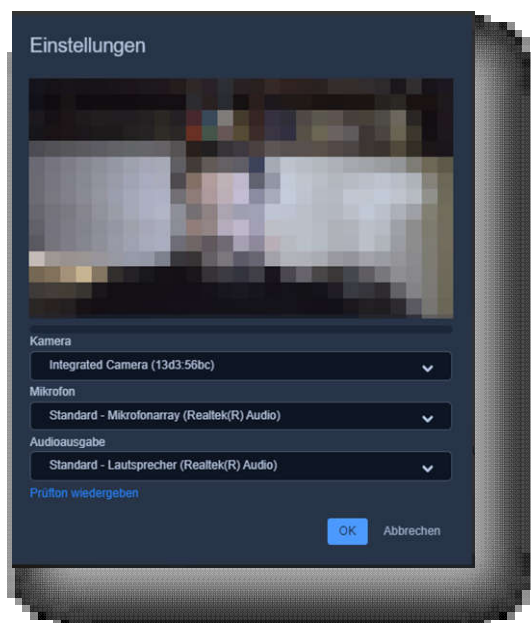 Einstellungen
Kamera
Integrated Camera (13d3:56bc)
Mikrofon
Standard - Mikrofonarray (Realtek(R) Audio)
Audioausgabe
Standard - Lautsprecher (Realtek(R) Audio)
Prüfton wiedergeben
OK Abbrechen